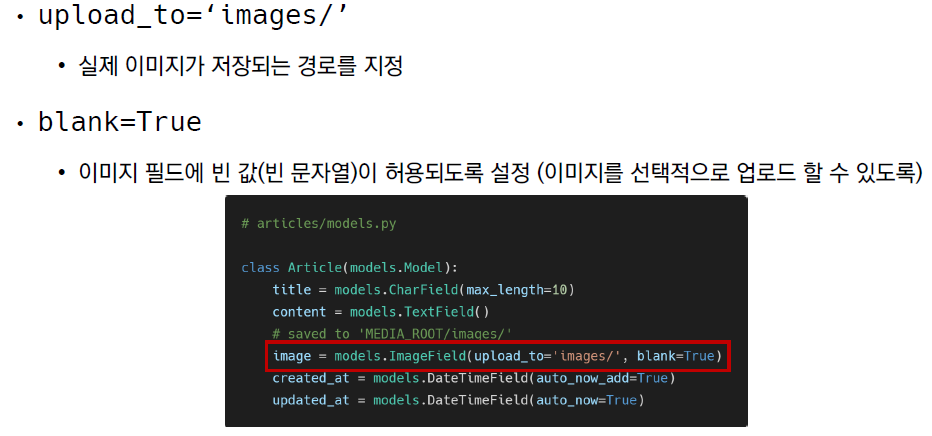 • upload_to=‘images/’
• 실제 이미지가 저장되는 경로를 지정
• blank=True
• 이미지 필드에 빈 값(빈 문자열)이 허용되도록 설정 (이미지를 선택적으로 업로드 할 수 있도록)
# articles/models.py
class Article(models.Model):
    title = models.CharField(max_length=10)
    content = models.TextField()
    # saved to 'MEDIA_ROOT/images/'
    image = models.ImageField(upload_to='images/', blank=True)
    created_at = models.DateTimeField(auto_now_add=True)
    updated_at = models.DateTimeField(auto_now=True)